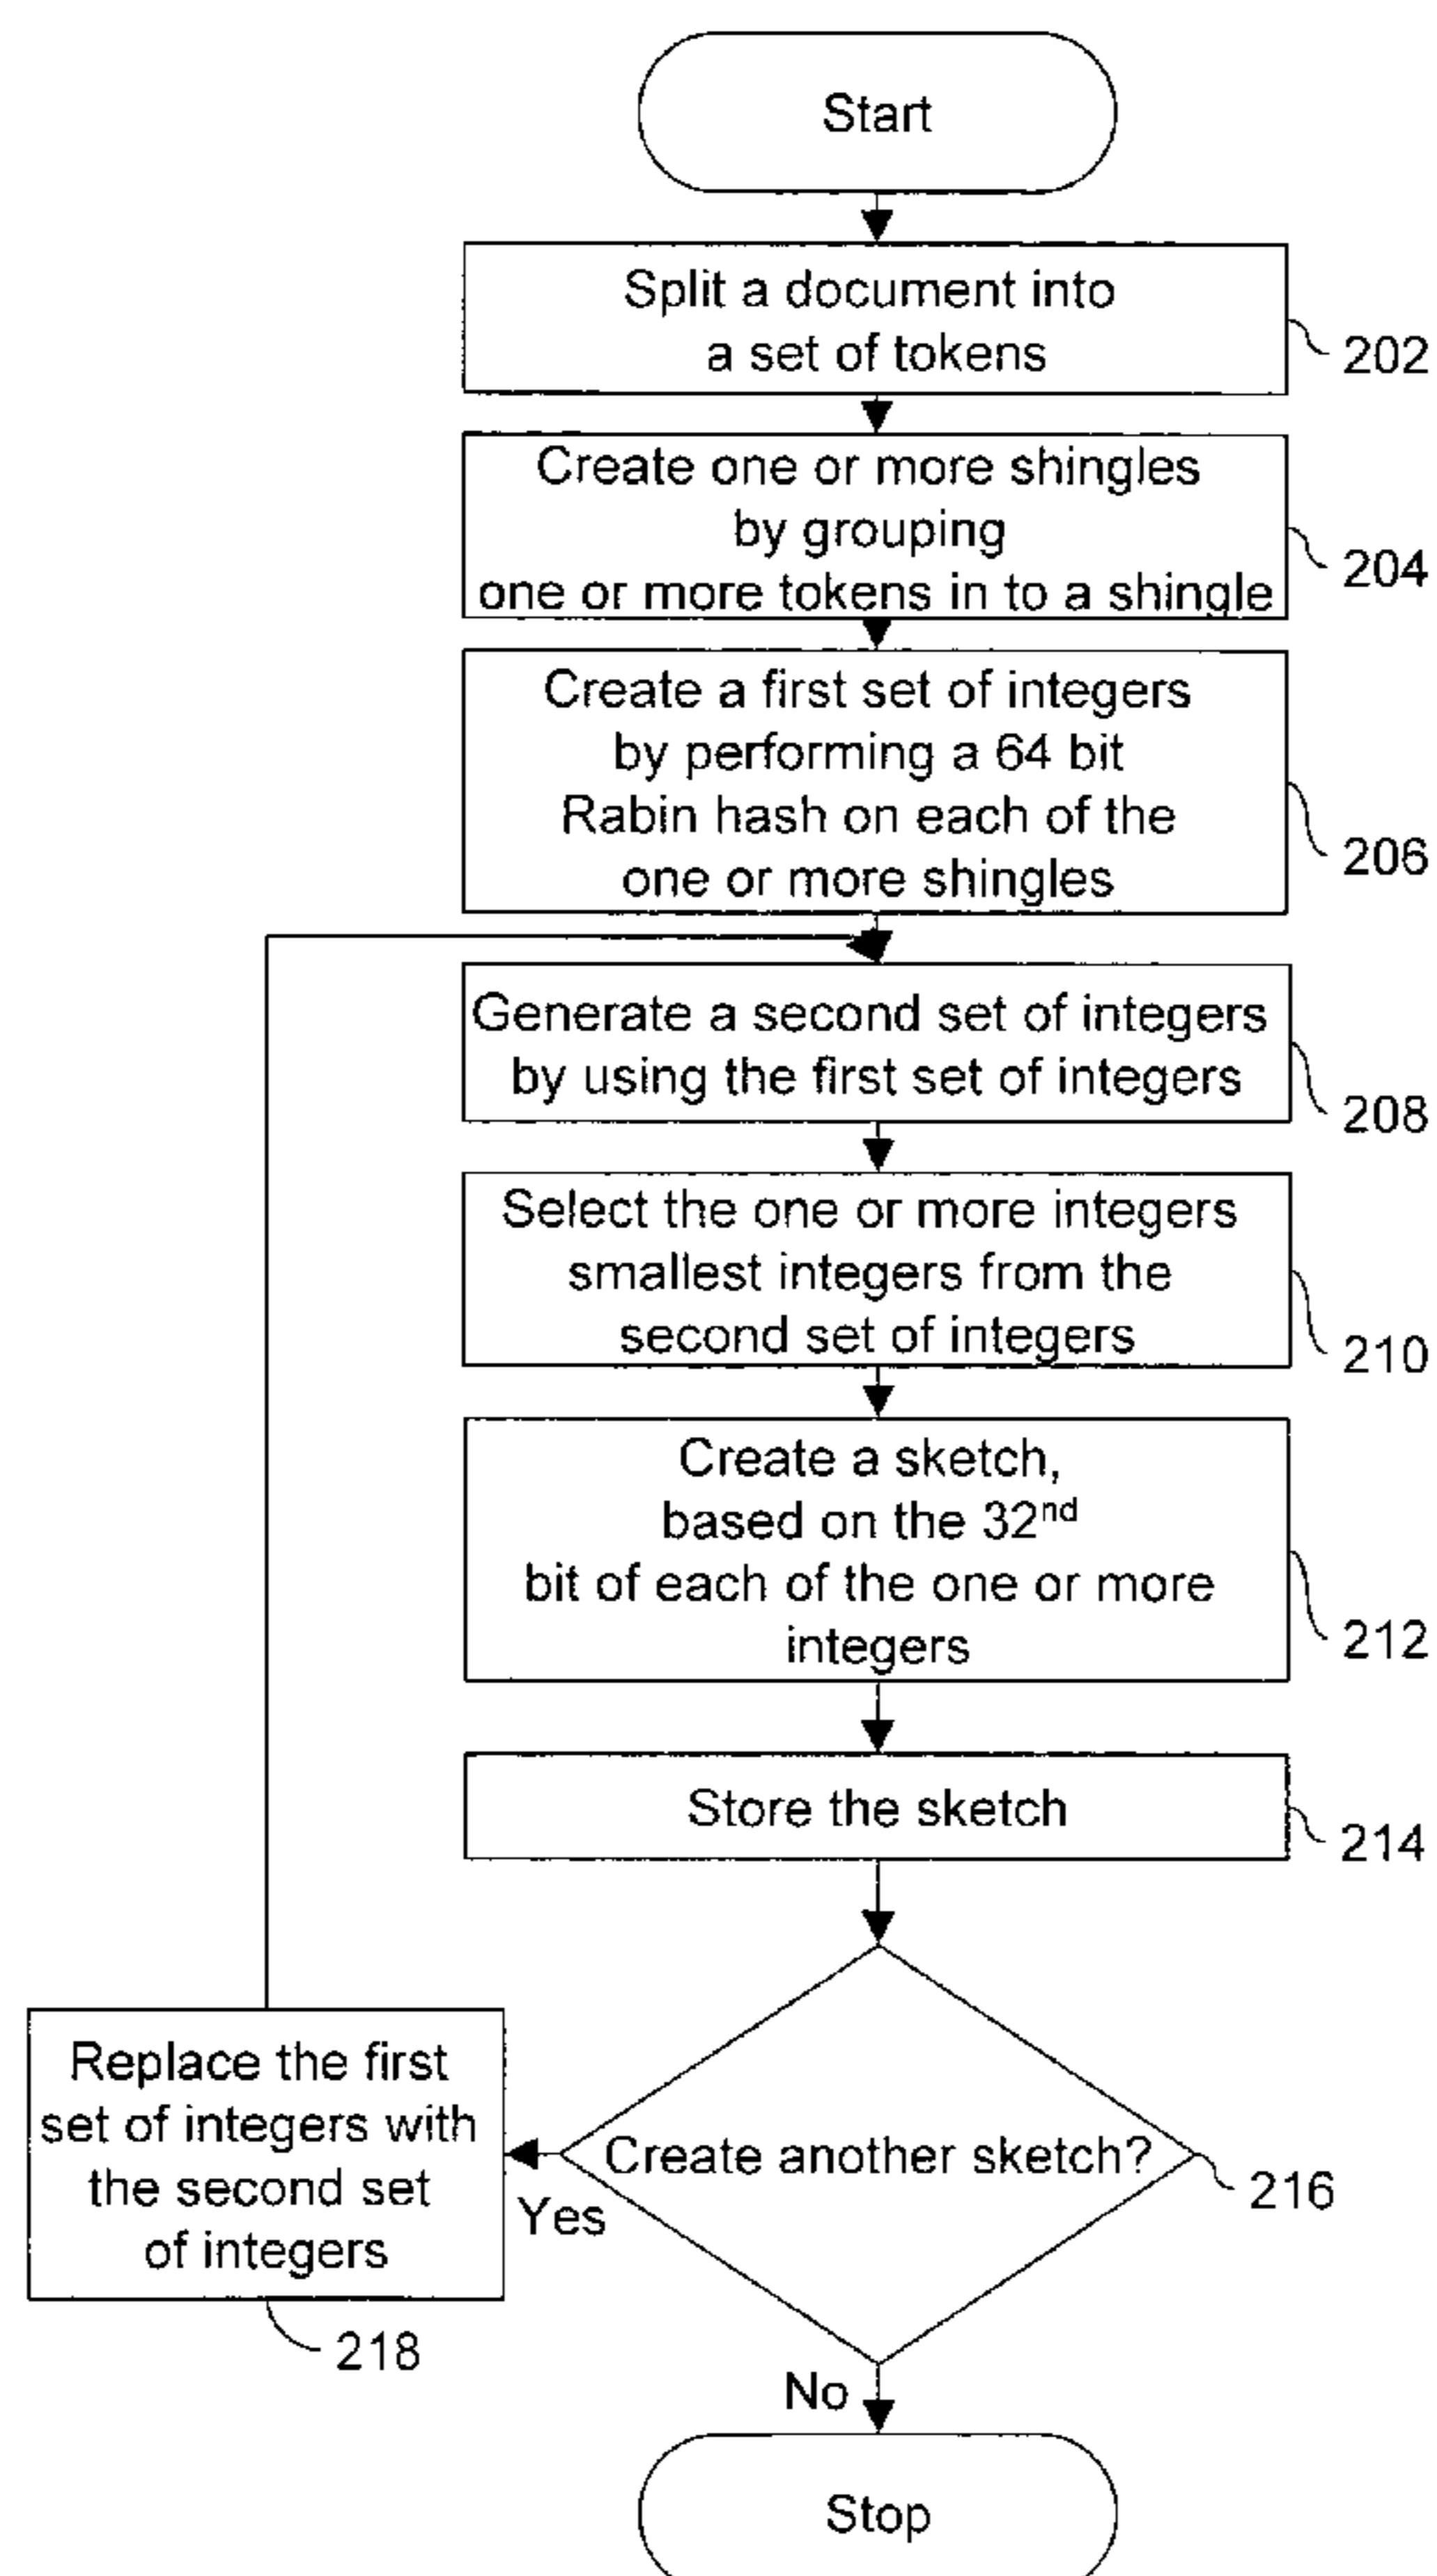 Start
Split a document into
a set of tokens
202
Create one or more shingles
by grouping
one or more tokens in to a shingle
204
Create a first set of integers
by performing a 64 bit
Rabin hash on each of the
one or more shingles
206
Generate a second set of integers
by using the first set of integers
208
Select the one or more integers
smallest integers from the
second set of integers
210
Create a sketch,
based on the 32nd
bit of each of the one or more
integers
212
Store the sketch
214
Create another sketch?
216
Yes
Replace the first
set of integers with
the second set
of integers
218
No
Stop